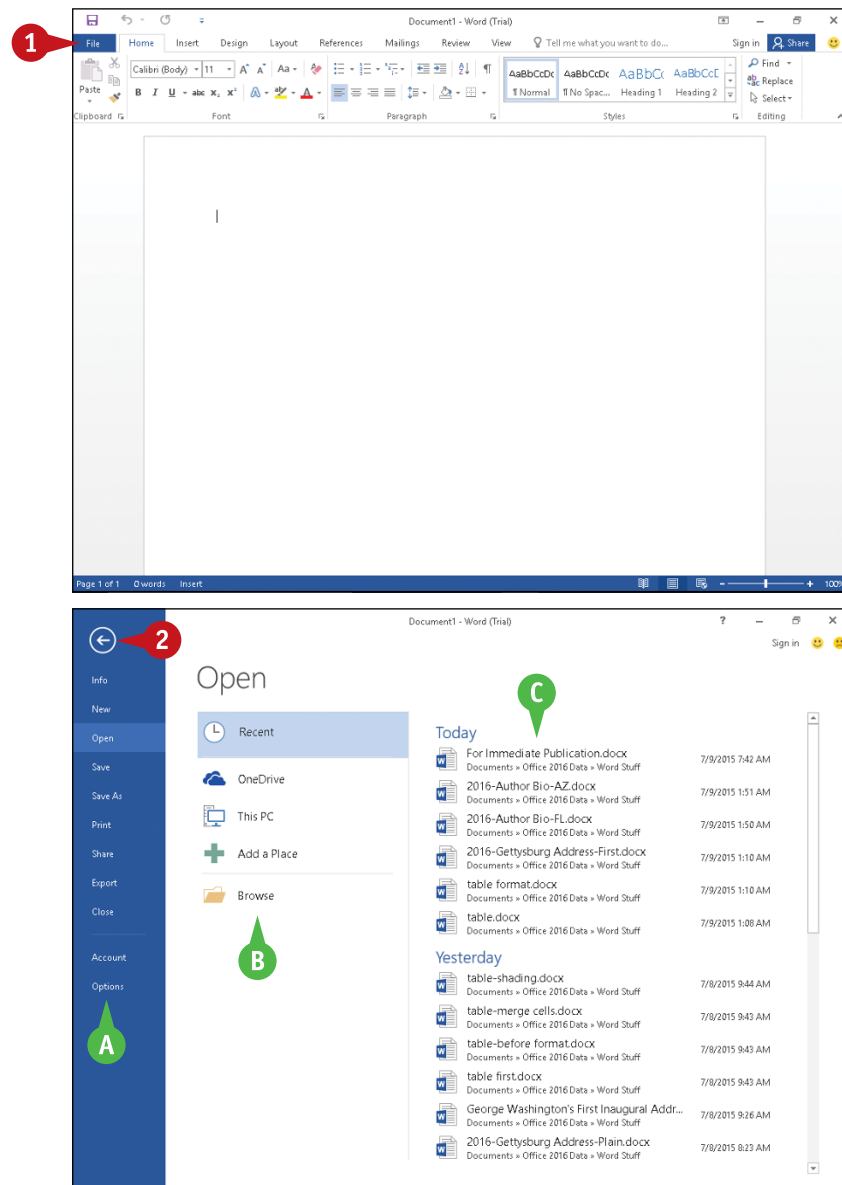 Document1 - Word (Trial)
1
File Home Insert Design Layout References Mailings Review View Tell me what you want to do... Sign in Share
Paste
Calibri (Body) 11 A A Aa
B I U abc x₂ x² A ab A
AaBbCcDc AaBbCcDc AaBbC( AaBbCcE
¶ Normal ¶ No Spac... Heading 1 Heading 2
Find
Replace
Select
Clipboard Font Paragraph Styles Editing
Page 1 of 1 0 words Insert 100%
Document1 - Word (Trial) ?
Sign in
2
Info
New
Open
Save
Save As
Print
Share
Export
Close
Account
Options
A
Open
Recent
OneDrive
This PC
Add a Place
Browse
B
C
Today
For Immediate Publication.docx
Documents » Office 2016 Data » Word Stuff
7/9/2015 7:42 AM
2016-Author Bio-AZ.docx
Documents » Office 2016 Data » Word Stuff
7/9/2015 1:51 AM
2016-Author Bio-FL.docx
Documents » Office 2016 Data » Word Stuff
7/9/2015 1:50 AM
2016-Gettysburg Address-First.docx
Documents » Office 2016 Data » Word Stuff
7/9/2015 1:10 AM
table format.docx
Documents » Office 2016 Data » Word Stuff
7/9/2015 1:10 AM
table.docx
Documents » Office 2016 Data » Word Stuff
7/9/2015 1:08 AM
Yesterday
table-shading.docx
Documents » Office 2016 Data » Word Stuff
7/8/2015 9:44 AM
table-merge cells.docx
Documents » Office 2016 Data » Word Stuff
7/8/2015 9:43 AM
table-before format.docx
Documents » Office 2016 Data » Word Stuff
7/8/2015 9:43 AM
table first.docx
Documents » Office 2016 Data » Word Stuff
7/8/2015 9:43 AM
George Washington's First Inaugural Addr...
Documents » Office 2016 Data » Word Stuff
7/8/2015 9:26 AM
2016-Gettysburg Address-Plain.docx
Documents » Office 2016 Data » Word Stuff
7/8/2015 8:23 AM